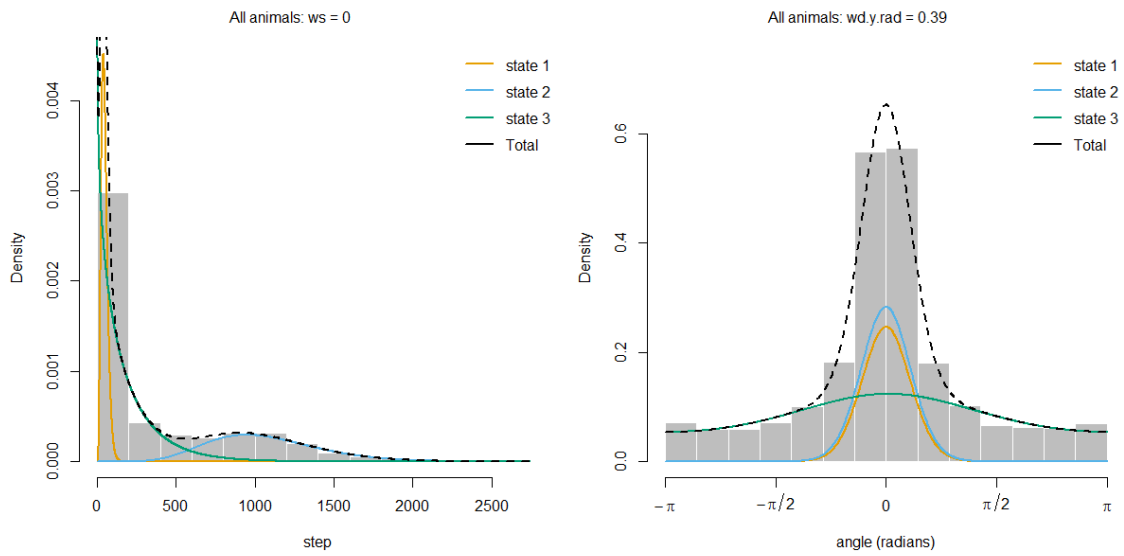 All animals: ws = 0
state 1
state 2
state 3
Total
Density
0.004
0.003
0.002
0.001
0.000
0
500
1000
1500
2000
2500
step
All animals: wd.y.rad = 0.39
state 1
state 2
state 3
Total
Density
0.6
0.4
0.2
0.0
−π
−π/2
0
π/2
π
angle (radians)